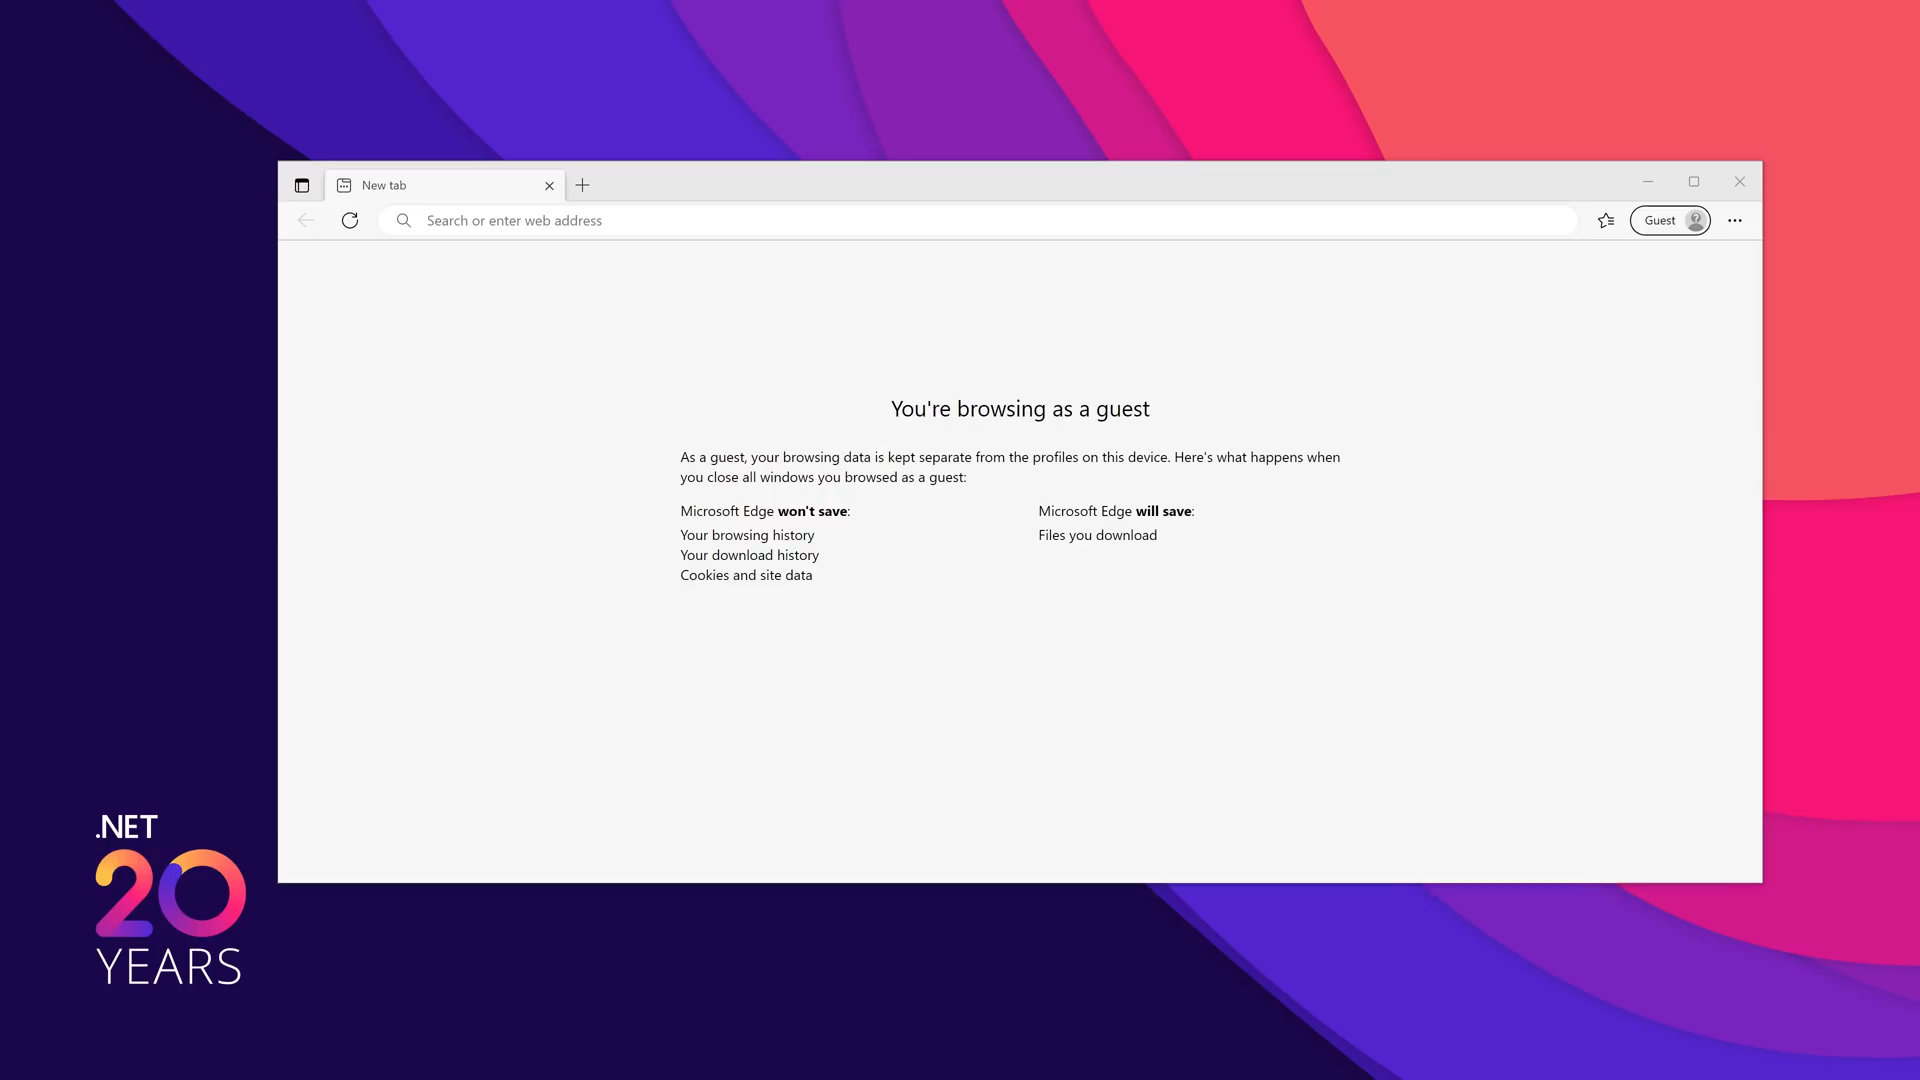 New tab
Search or enter web address
Guest
You're browsing as a guest
As a guest, your browsing data is kept separate from the profiles on this device. Here's what happens when
you close all windows you browsed as a guest:
Microsoft Edge won't save:
Your browsing history
Your download history
Cookies and site data
Microsoft Edge will save:
Files you download
.NET
20
YEARS